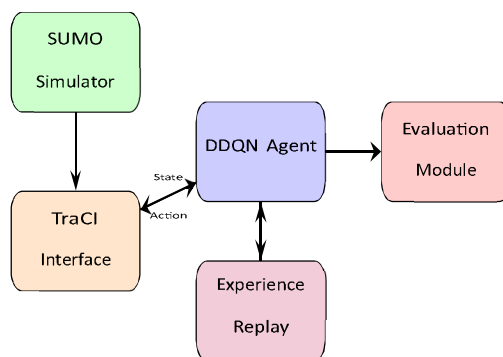 SUMO
Simulator
DDQN Agent
Evaluation
Module
State
Action
TraCI
Interface
Experience
Replay